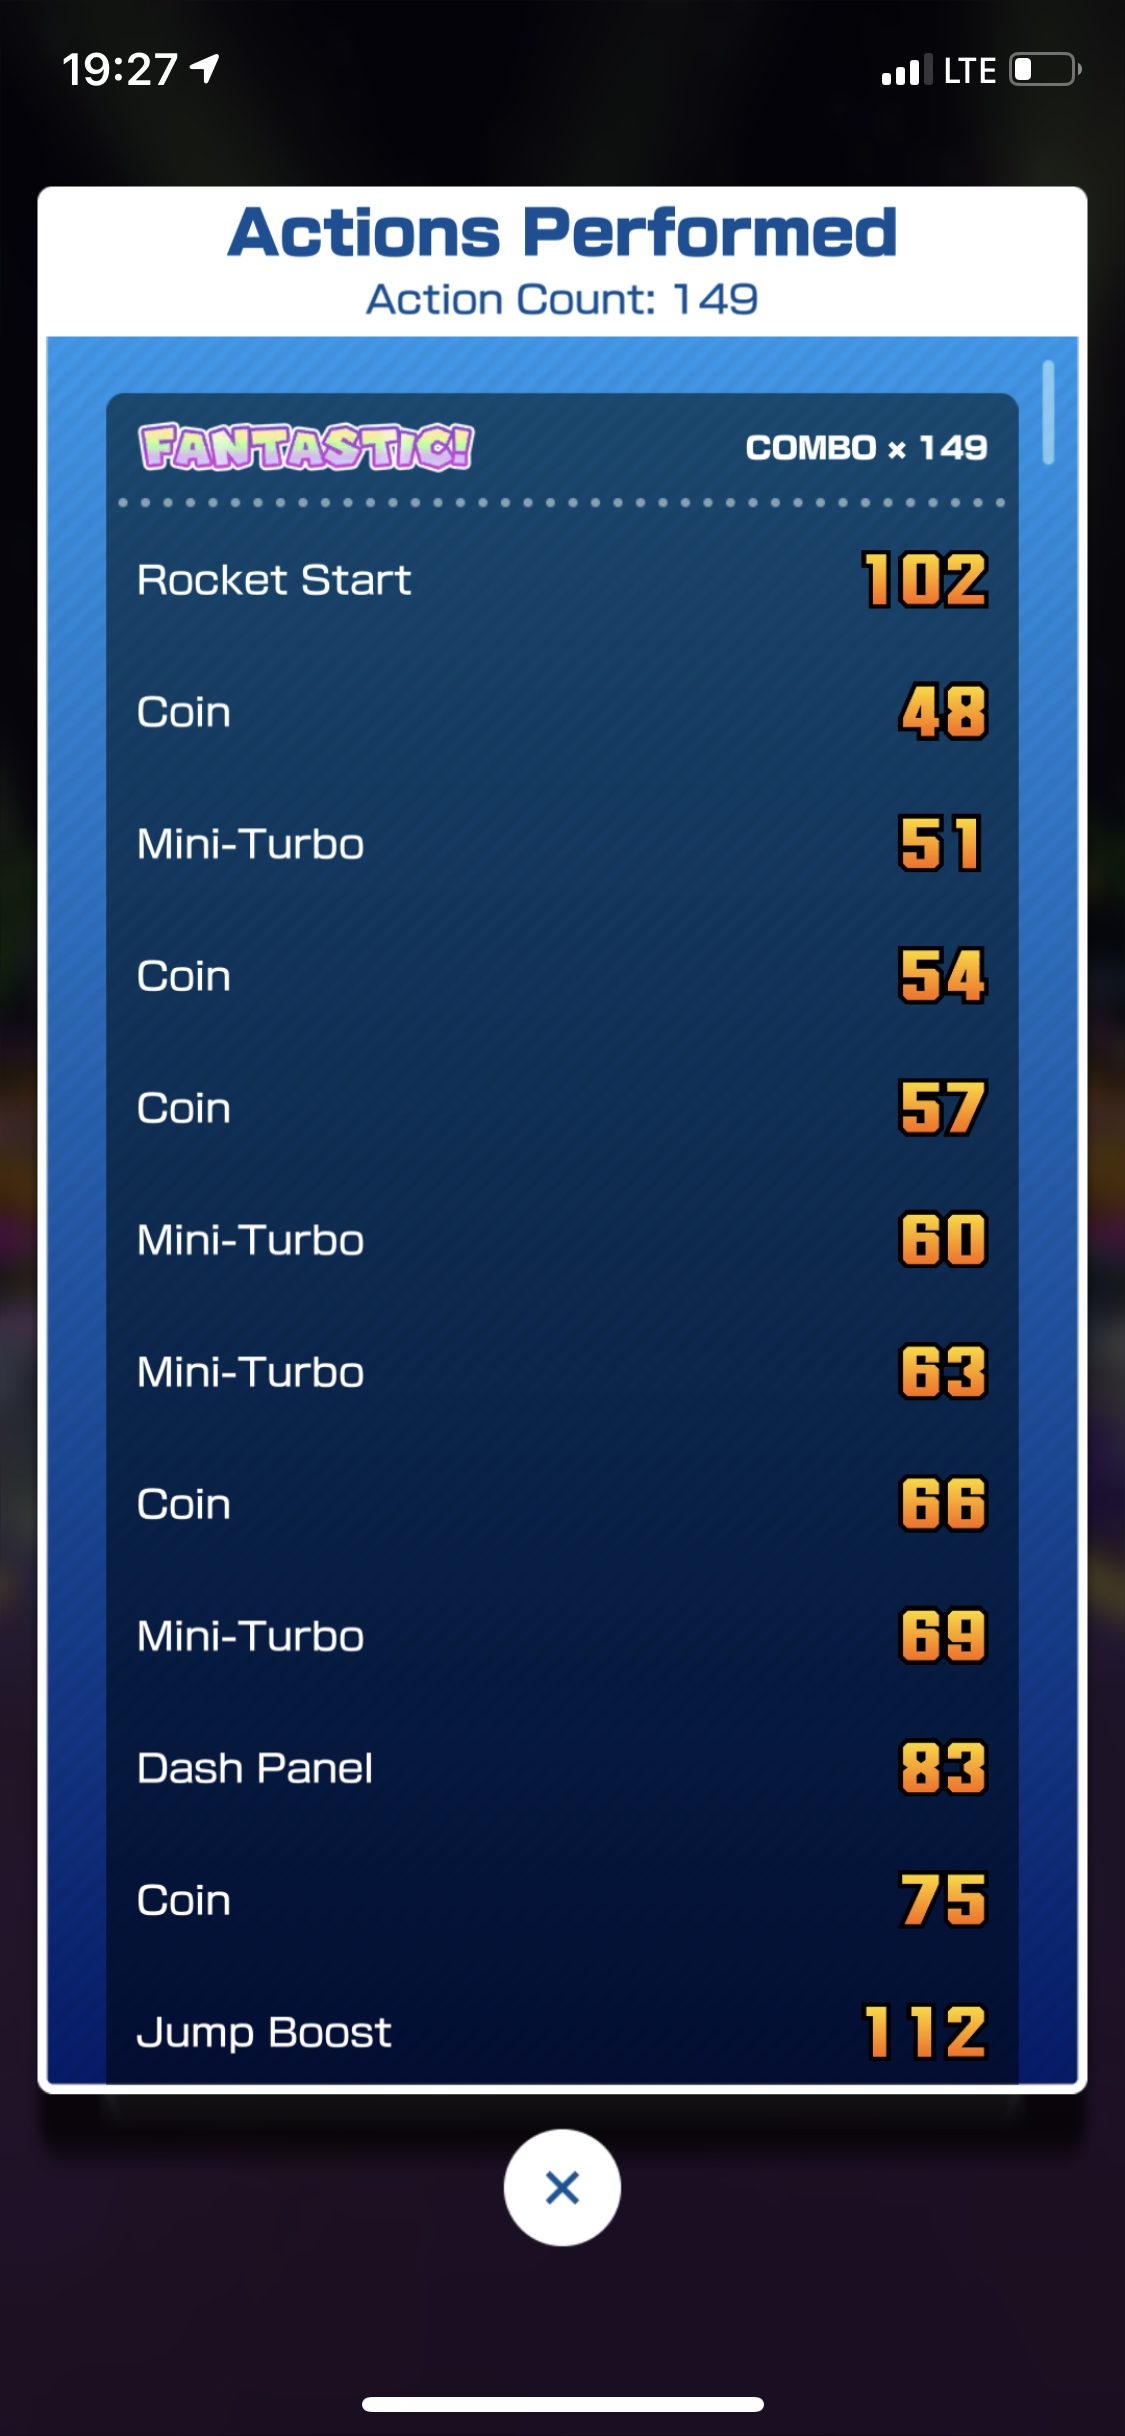 19:27 LTE
Actions Performed
Action Count: 149
FANTASTIC! COMBO × 149
Rocket Start 102
Coin 48
Mini-Turbo 51
Coin 54
Coin 57
Mini-Turbo 60
Mini-Turbo 63
Coin 66
Mini-Turbo 69
Dash Panel 83
Coin 75
Jump Boost 112